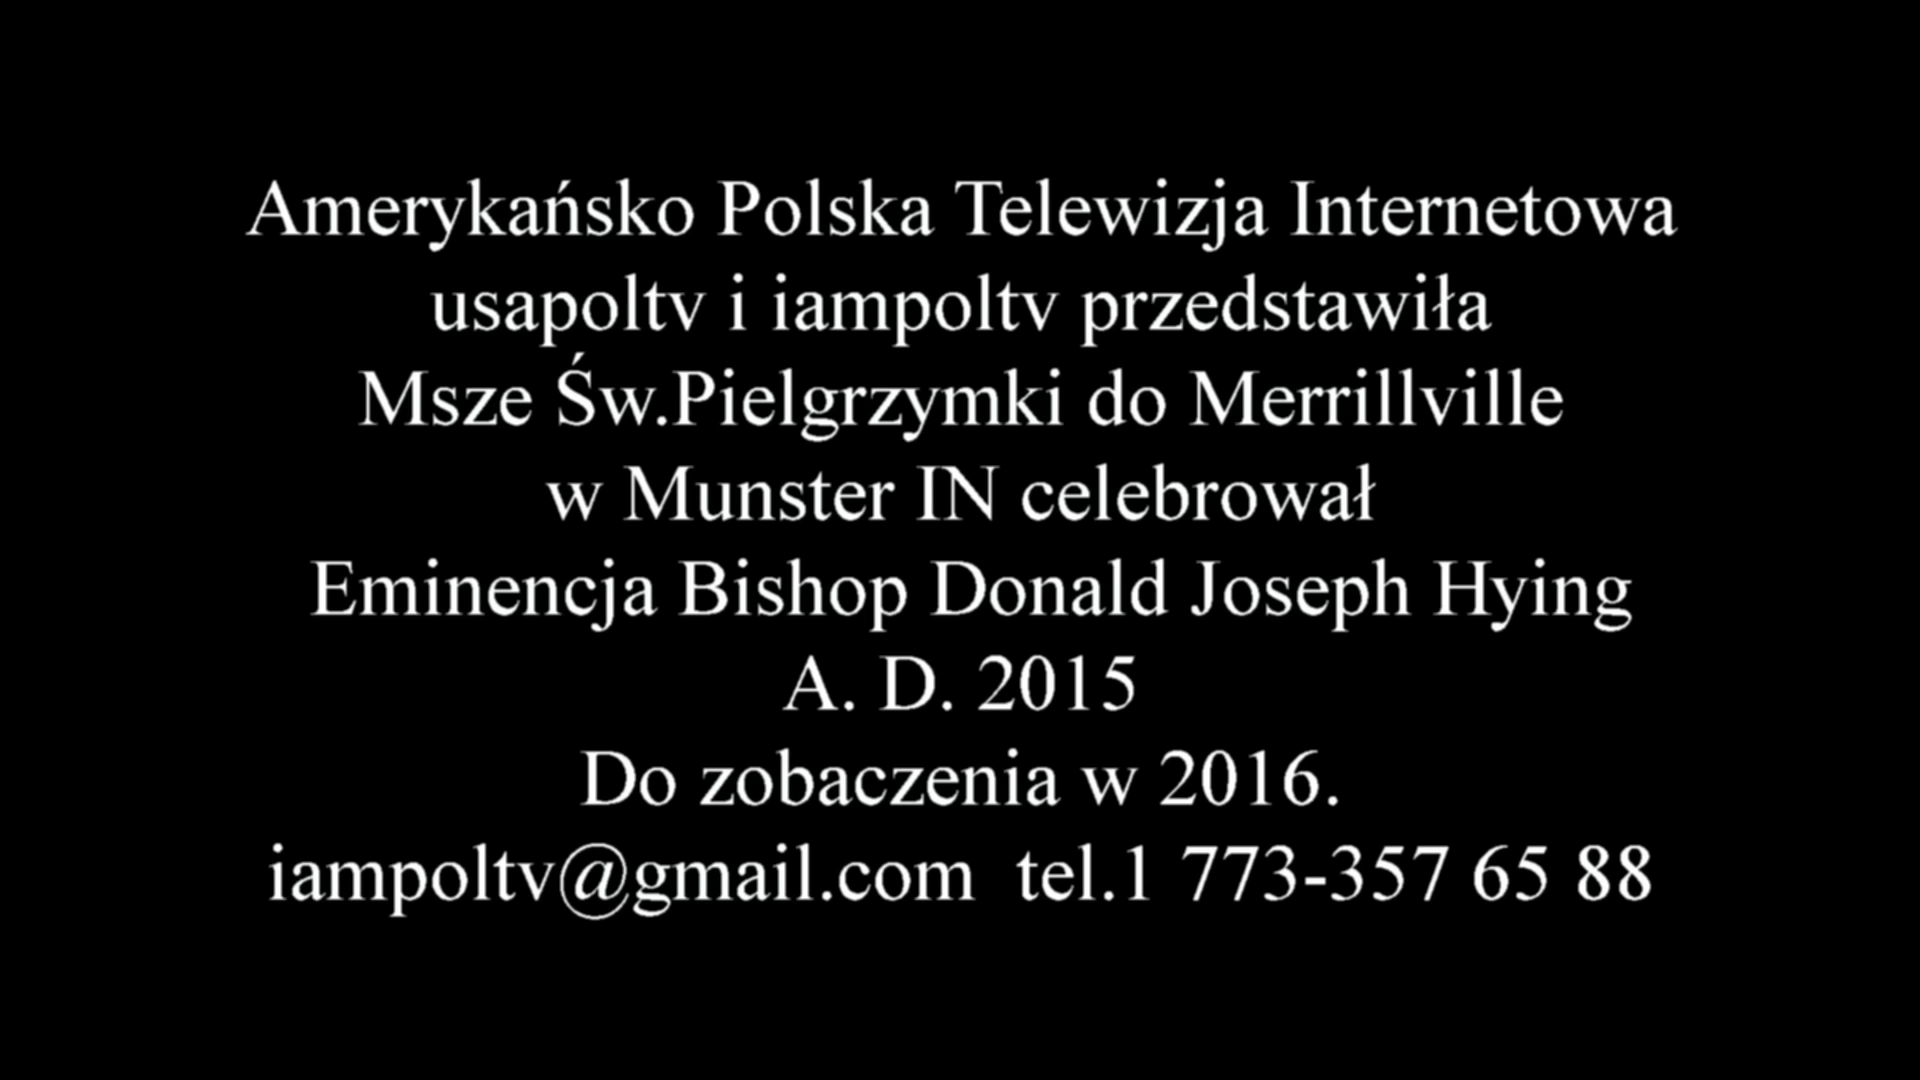 Amerykańsko Polska Telewizja Internetowa
usapoltv i iampoltv przedstawiła
Msze Św.Pielgrzymki do Merrillville
w Munster IN celebrował
Eminencja Bishop Donald Joseph Hying
A. D. 2015
Do zobaczenia w 2016.
iampoltv@gmail.com  tel.1 773-357 65 88